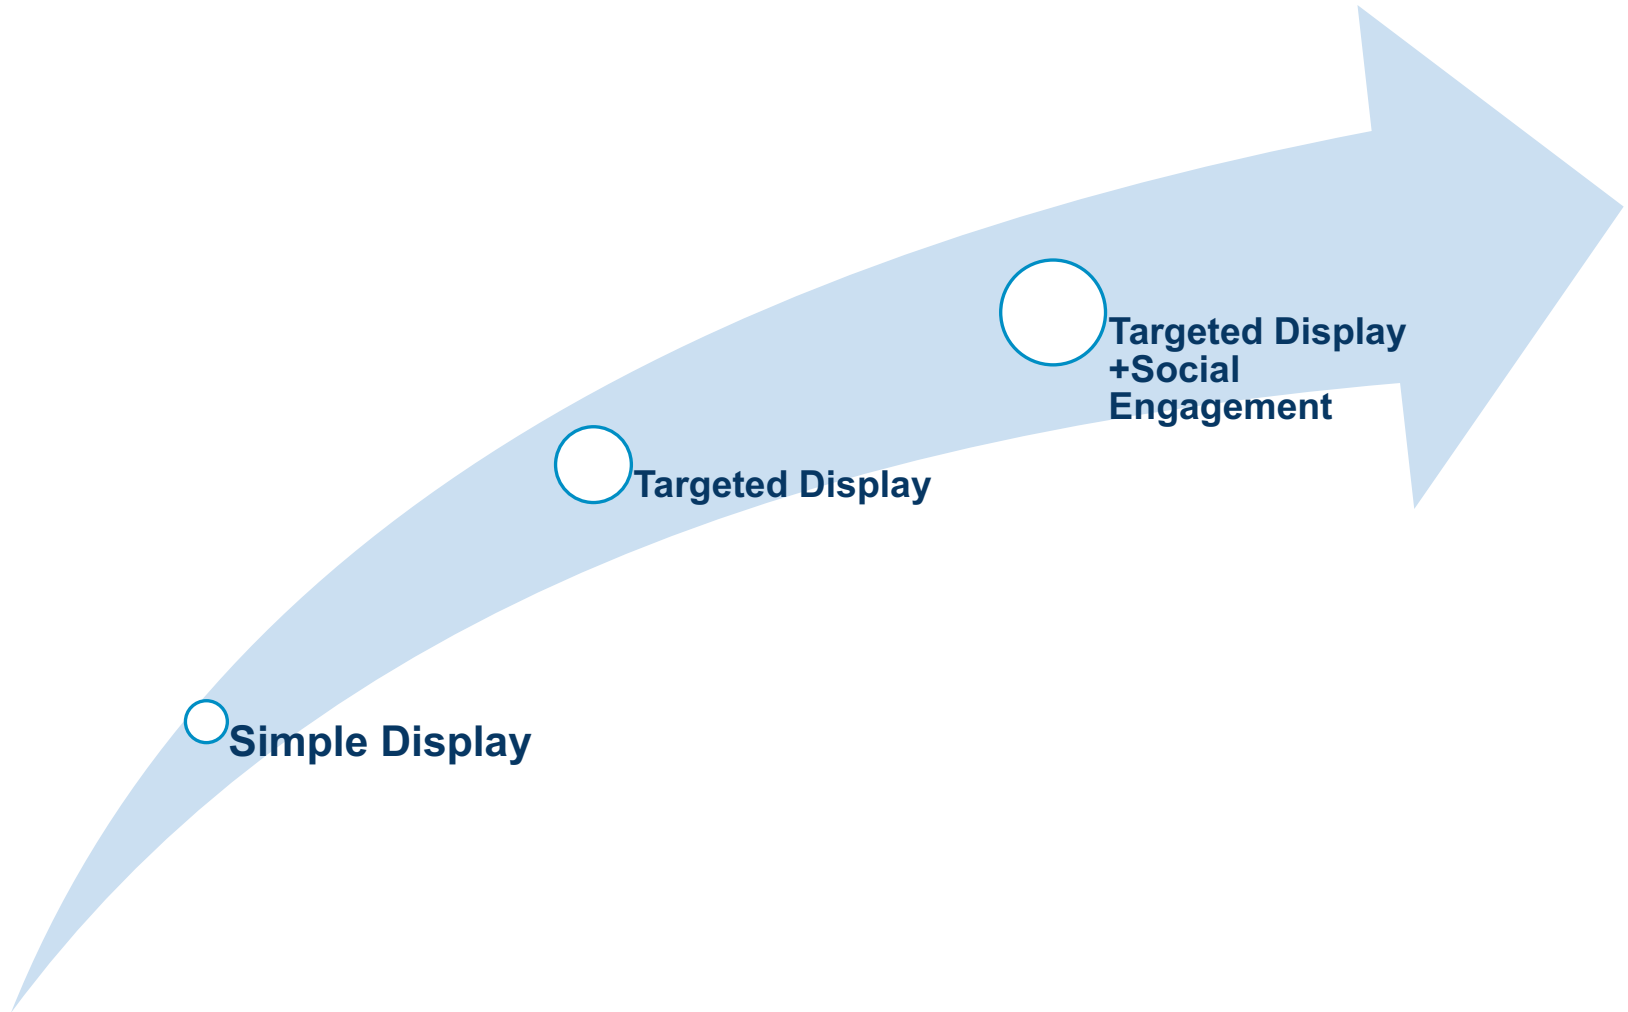 Targeted Display
+Social
Engagement
Targeted Display
Simple Display